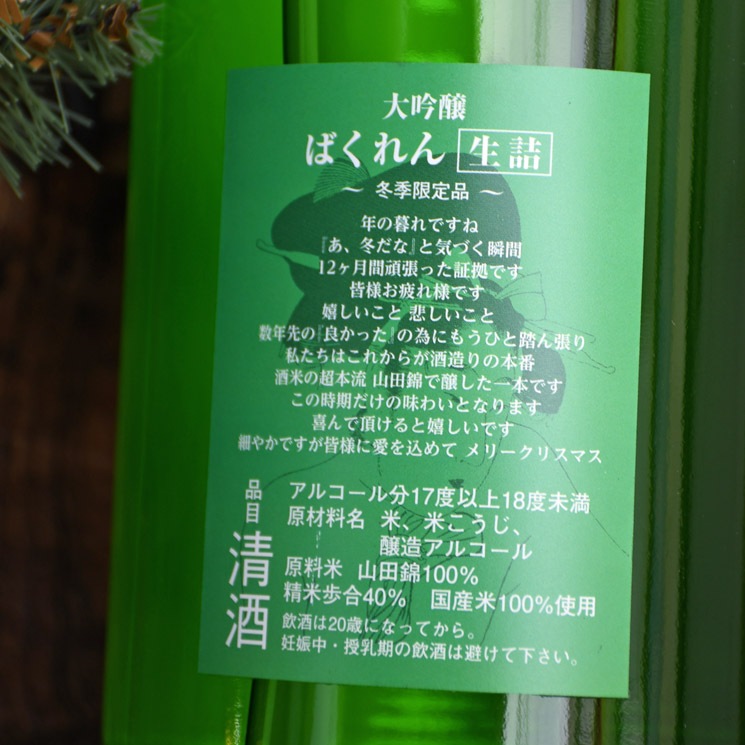 大吟醸
ばくれん 生詰
～ 冬季限定品 ～
年の暮れですね
『あ、冬だな』と気づく瞬間
12ヶ月間頑張った証拠です
皆様お疲れ様です
嬉しいこと 悲しいこと
数年先の『良かった』の為にもうひと踏ん張り
私たちはこれからが酒造りの本番
酒米の超本流 山田錦で醸した一本です
この時期だけの味わいとなります
喜んで頂けると嬉しいです
細やかですが皆様に愛を込めて メリークリスマス
品目
清酒
アルコール分17度以上18度未満
原材料名 米、米こうじ、
醸造アルコール
原料米 山田錦100%
精米歩合40% 国産米100%使用
飲酒は20歳になってから。
妊娠中・授乳期の飲酒は避けて下さい。